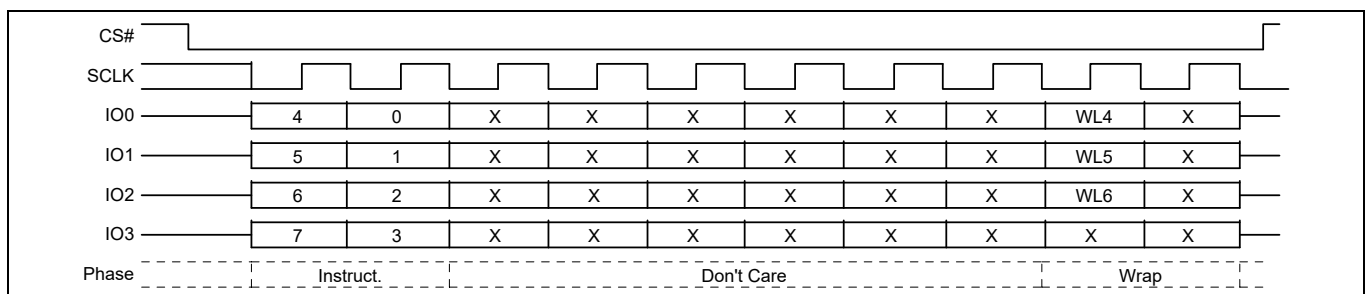 CS#
SCLK
IO0 4 0 X X X X X X WL4 X
IO1 5 1 X X X X X X WL5 X
IO2 6 2 X X X X X X WL6 X
IO3 7 3 X X X X X X X X
Phase Instruct. Don't Care Wrap